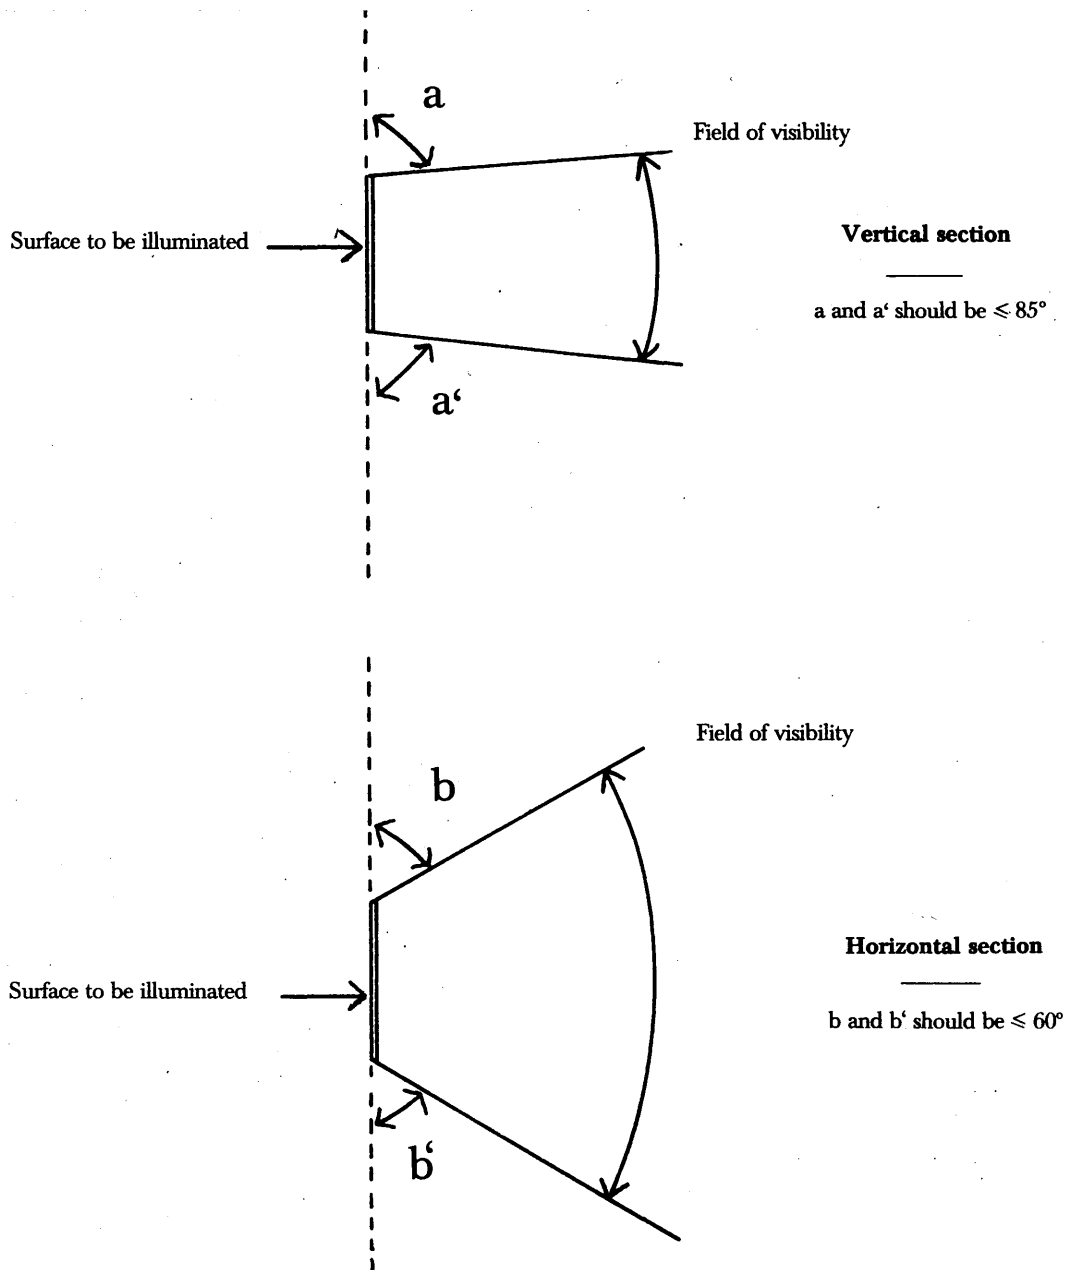 a
Field of visibility
Surface to be illuminated
Vertical section
a and a‘ should be ⩽ 85°
a‘
Field of visibility
b
Horizontal section
Surface to be illuminated
b and b‘ should be ⩽ 60°
b‘